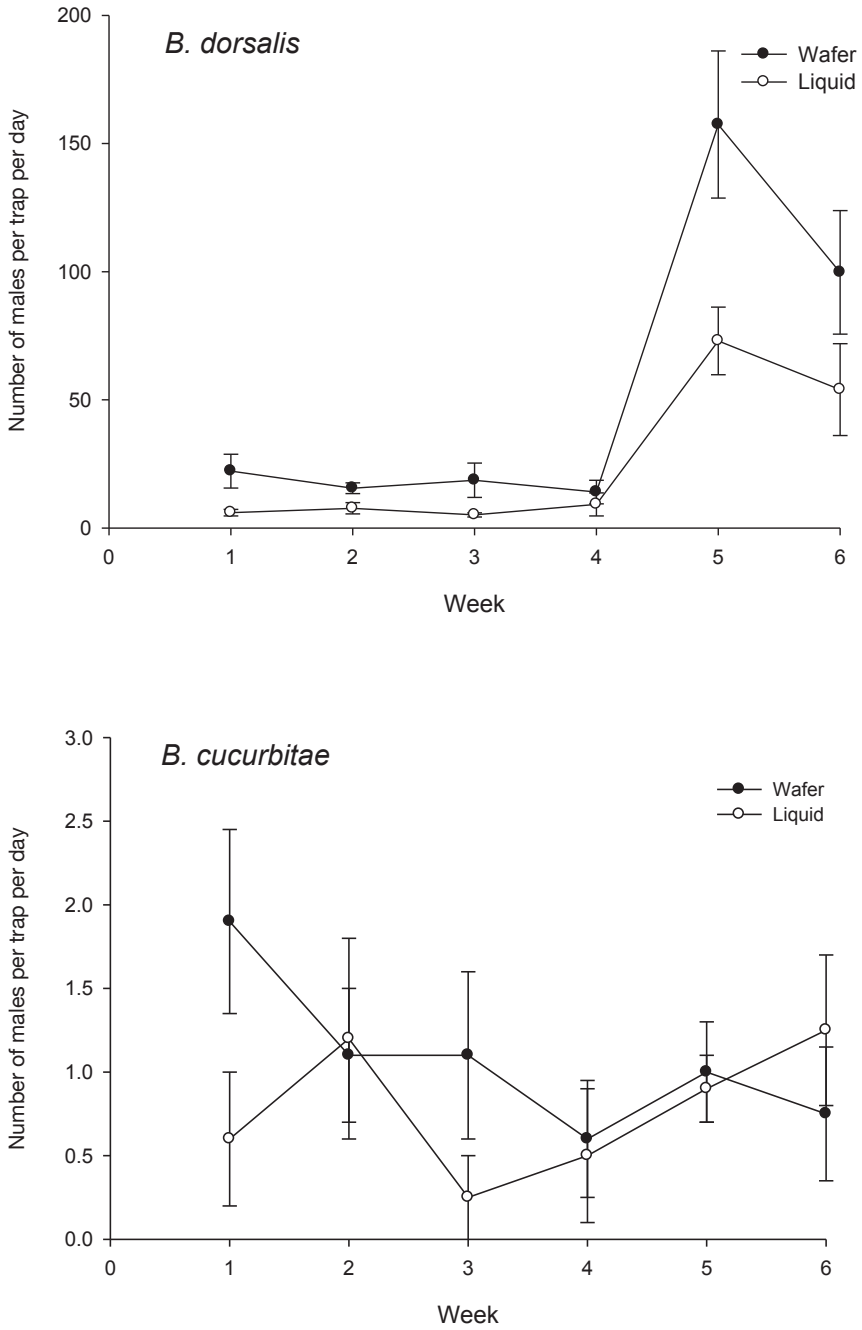 B. dorsalis
Wafer
Liquid
Number of males per trap per day
200
150
100
50
0
0 1 2 3 4 5 6
Week
B. cucurbitae
Wafer
Liquid
Number of males per trap per day
3.0
2.5
2.0
1.5
1.0
0.5
0.0
0 1 2 3 4 5 6
Week